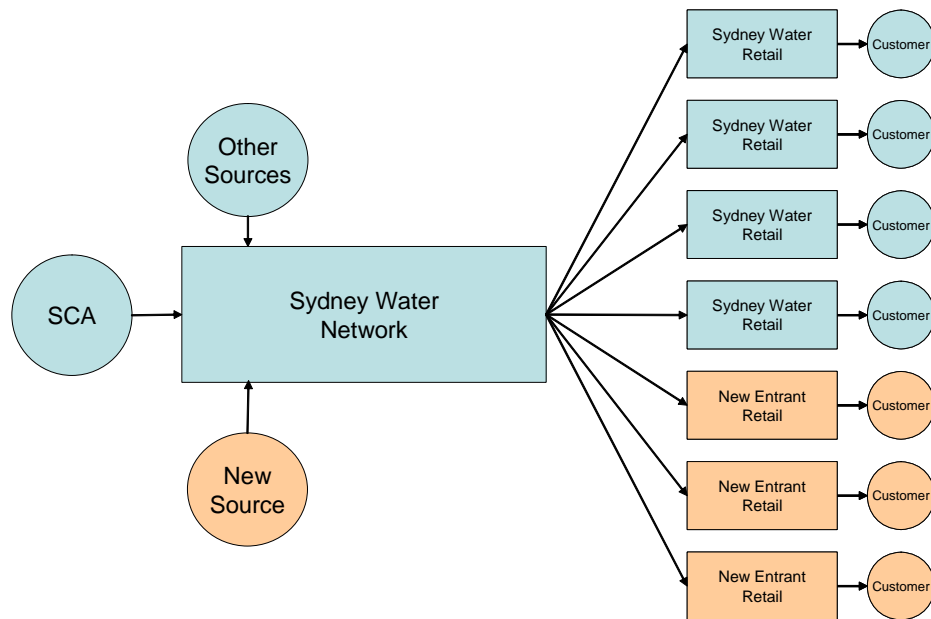 Sydney Water
Retail
Customer
Sydney Water
Retail
Customer
Other
Sources
Sydney Water
Retail
Customer
SCA
Sydney Water
Network
Sydney Water
Retail
Customer
New Entrant
Retail
Customer
New
Source
New Entrant
Retail
Customer
New Entrant
Retail
Customer